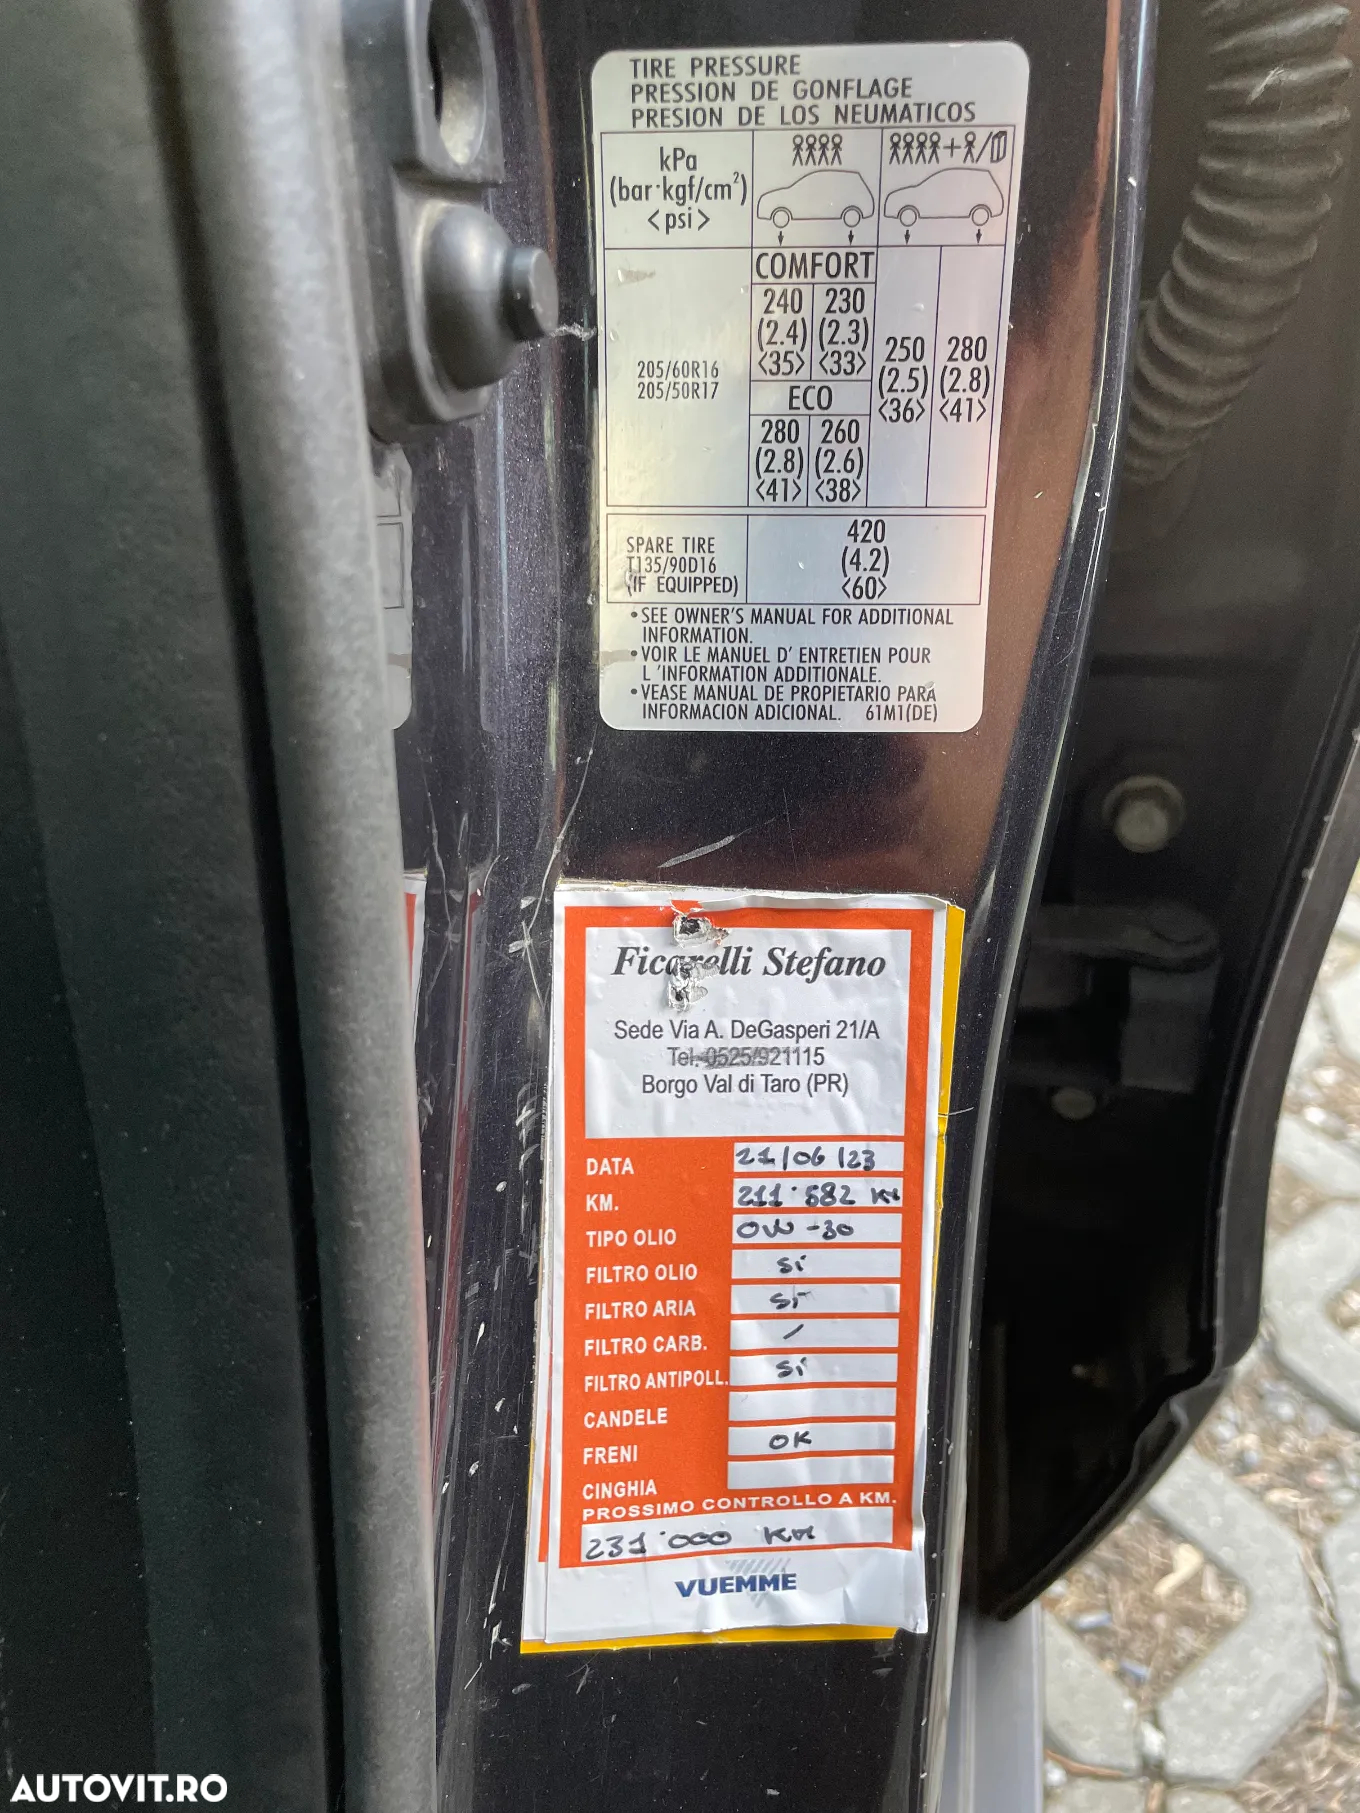 TIRE PRESSURE
PRESSION DE GONFLAGE
PRESION DE LOS NEUMATICOS
kPa
(bar·kgf/cm²)
<psi>
+ /
COMFORT
240 230
(2.4) (2.3)
<35> <33>
205/60R16
205/50R17
250 280
(2.5) (2.8)
<36> <41>
ECO
280 260
(2.8) (2.6)
<41> <38>
SPARE TIRE
T135/90D16
(IF EQUIPPED)
420
(4.2)
<60>
•SEE OWNER'S MANUAL FOR ADDITIONAL
INFORMATION.
•VOIR LE MANUEL D' ENTRETIEN POUR
L 'INFORMATION ADDITIONALE.
•VEASE MANUAL DE PROPIETARIO PARA
INFORMACION ADICIONAL. 61M1(DE)
Ficarelli Stefano
Sede Via A. DeGasperi 21/A
Tel. 0525/921115
Borgo Val di Taro (PR)
DATA 21/06/23
KM. 211·582 KM
TIPO OLIO 0W-30
FILTRO OLIO si
FILTRO ARIA si
FILTRO CARB. /
FILTRO ANTIPOLL. si
CANDELE
FRENI OK
CINGHIA
PROSSIMO CONTROLLO A KM.
231·000 KM
VUEMME
AUTOVIT.RO